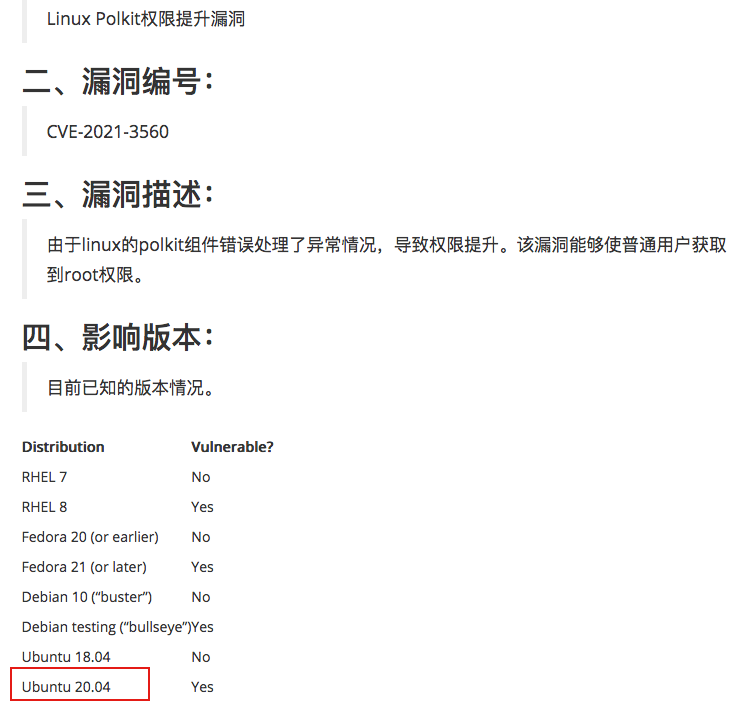 Linux Polkit权限提升漏洞
二、漏洞编号：
CVE-2021-3560
三、漏洞描述：
由于linux的polkit组件错误处理了异常情况，导致权限提升。该漏洞能够使普通用户获取
到root权限。
四、影响版本：
目前已知的版本情况。
Distribution Vulnerable?
RHEL 7 No
RHEL 8 Yes
Fedora 20 (or earlier) No
Fedora 21 (or later) Yes
Debian 10 (“buster”) No
Debian testing (“bullseye”) Yes
Ubuntu 18.04 No
Ubuntu 20.04 Yes